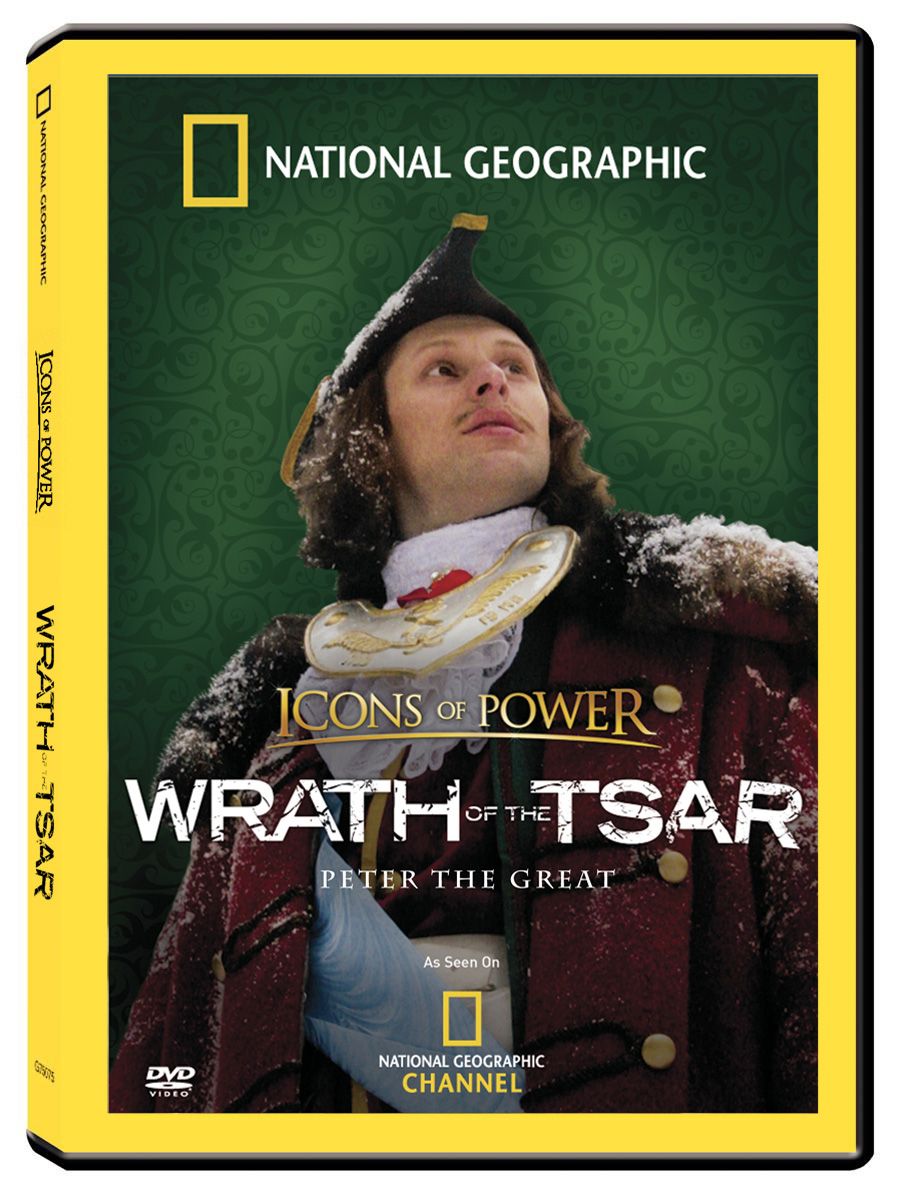 NATIONAL GEOGRAPHIC
ICONS OF POWER
WRATH OF THE TSAR
G75075
NATIONAL GEOGRAPHIC
ICONS OF POWER
WRATH OF THE TSAR
PETER THE GREAT
As Seen On
NATIONAL GEOGRAPHIC
CHANNEL
DVD
VIDEO